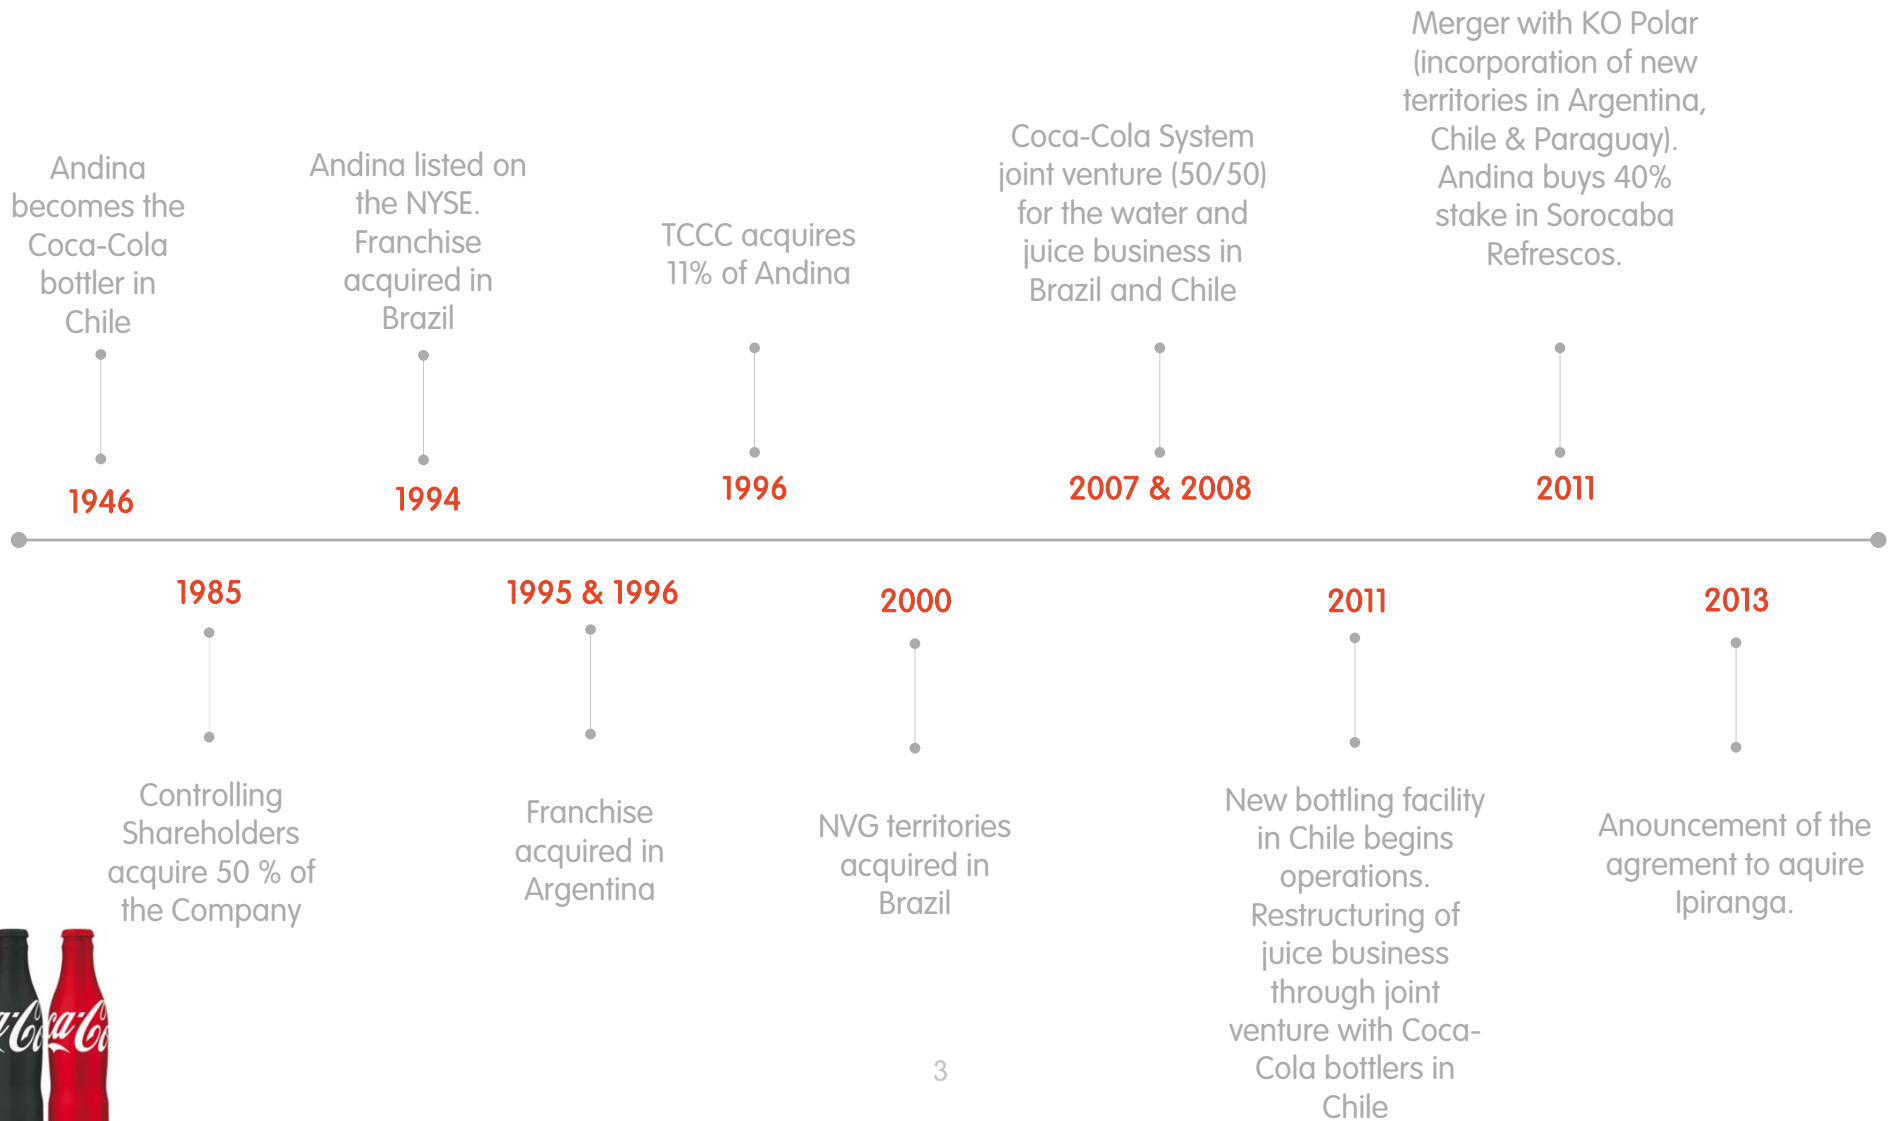 Andina
becomes the
Coca-Cola
bottler in
Chile
1946
Controlling
Shareholders
acquire 50 % of
the Company
1985
Andina listed on
the NYSE.
Franchise
acquired in
Brazil
1994
Franchise
acquired in
Argentina
1995 & 1996
TCCC acquires
11% of Andina
1996
NVG territories
acquired in
Brazil
2000
Coca-Cola System
joint venture (50/50)
for the water and
juice business in
Brazil and Chile
2007 & 2008
2011
New bottling facility
in Chile begins
operations.
Restructuring of
juice business
through joint
venture with Coca-
Cola bottlers in
Chile
Merger with KO Polar
(incorporation of new
territories in Argentina,
Chile & Paraguay).
Andina buys 40%
stake in Sorocaba
Refrescos.
2011
2013
Anouncement of the
agrement to aquire
Ipiranga.
3